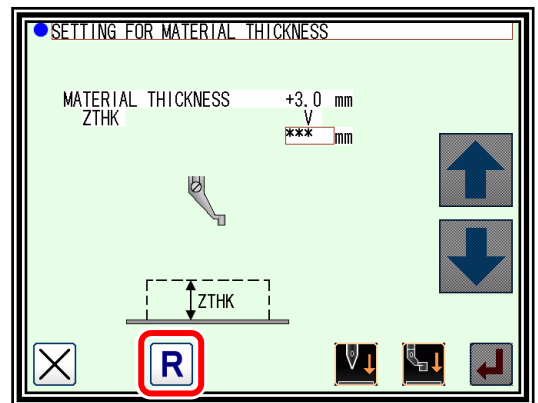 SETTING FOR MATERIAL THICKNESS
MATERIAL THICKNESS +3.0 mm
ZTHK V
*** mm
ZTHK
R